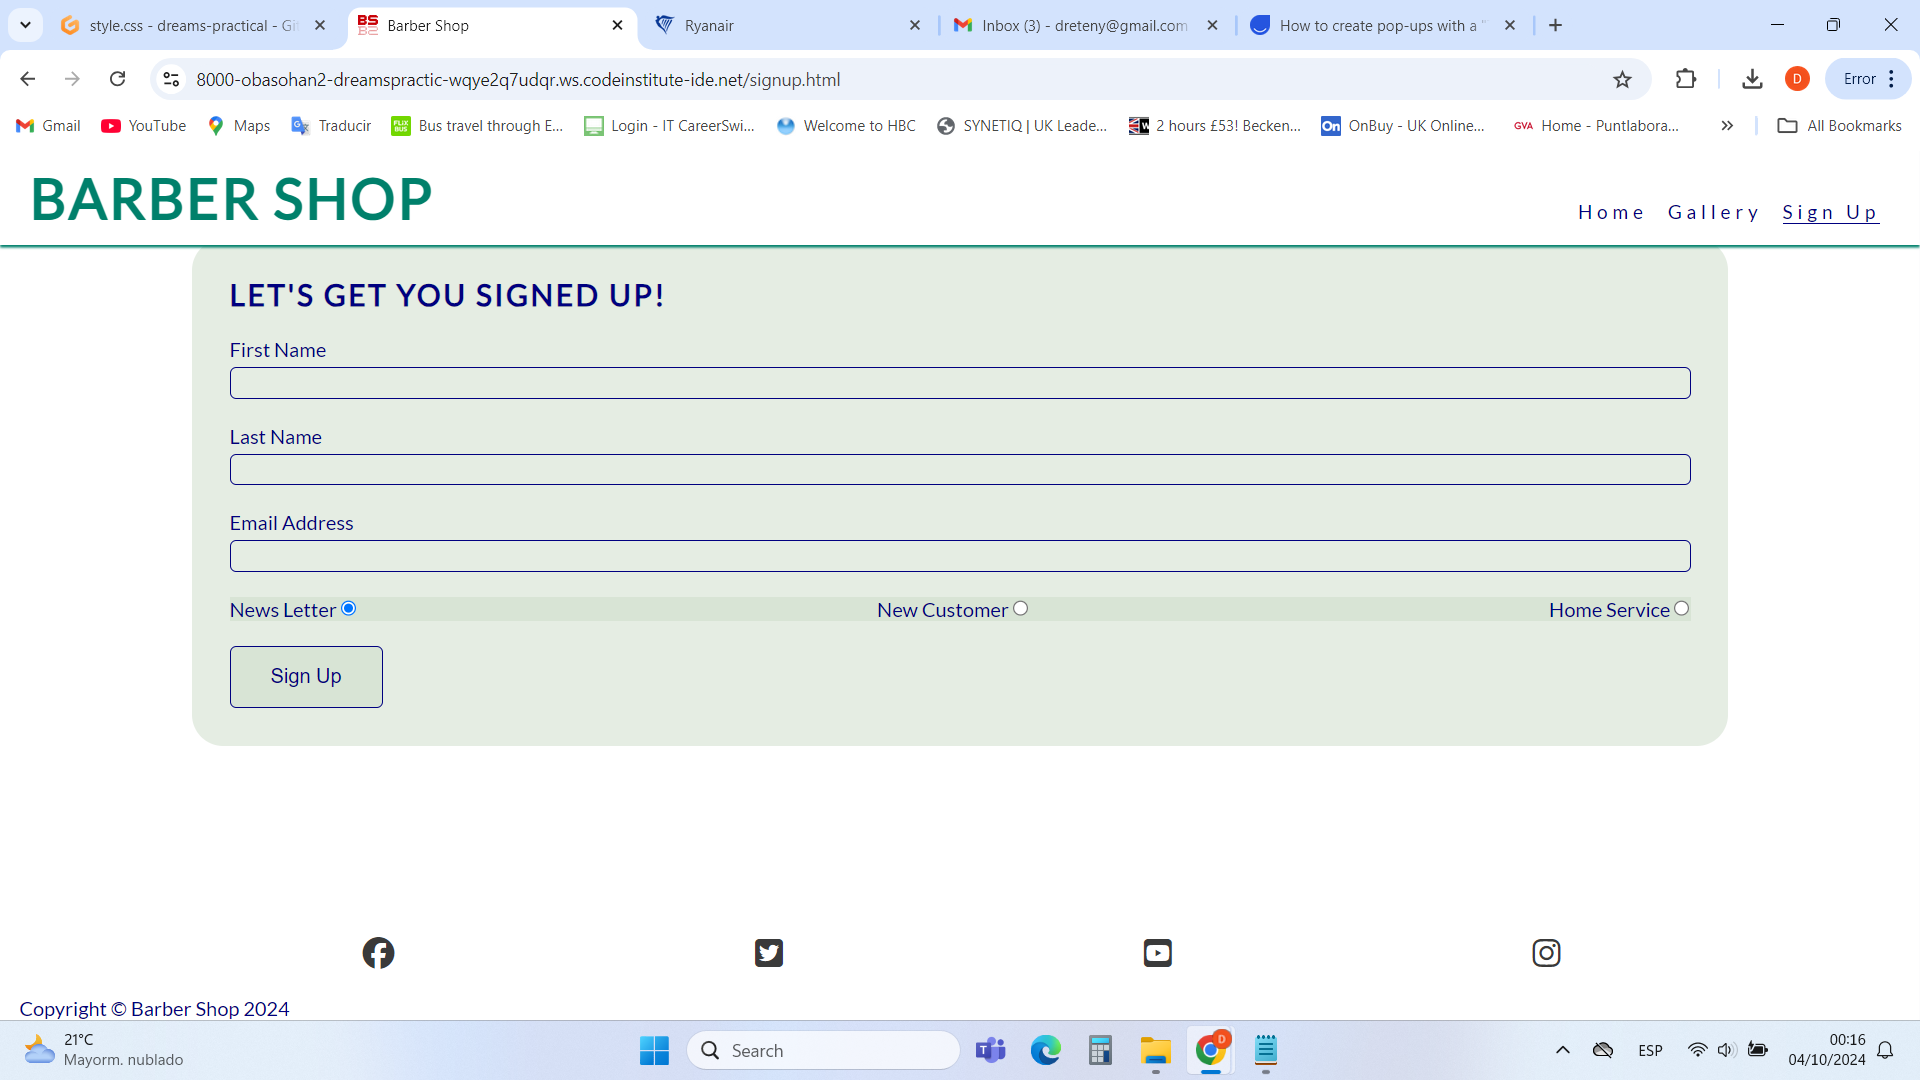 style.css - dreams-practical - Gi
Barber Shop
Ryanair
Inbox (3) - dreteny@gmail.com
How to create pop-ups with a "
8000-obasohan2-dreamspractic-wqye2q7udqr.ws.codeinstitute-ide.net/signup.html
D
Error
Gmail
YouTube
Maps
Traducir
FLiX BUS
Bus travel through E...
Login - IT CareerSwi...
Welcome to HBC
SYNETIQ | UK Leade...
2 hours £53! Becken...
On
OnBuy - UK Online...
GVA
Home - Puntlabora...
All Bookmarks
BARBER SHOP
Home Gallery Sign Up
LET'S GET YOU SIGNED UP!
First Name
Last Name
Email Address
News Letter New Customer Home Service
Sign Up
Copyright © Barber Shop 2024
21°C
Mayorm. nublado
Search
D
ESP
00:16
04/10/2024